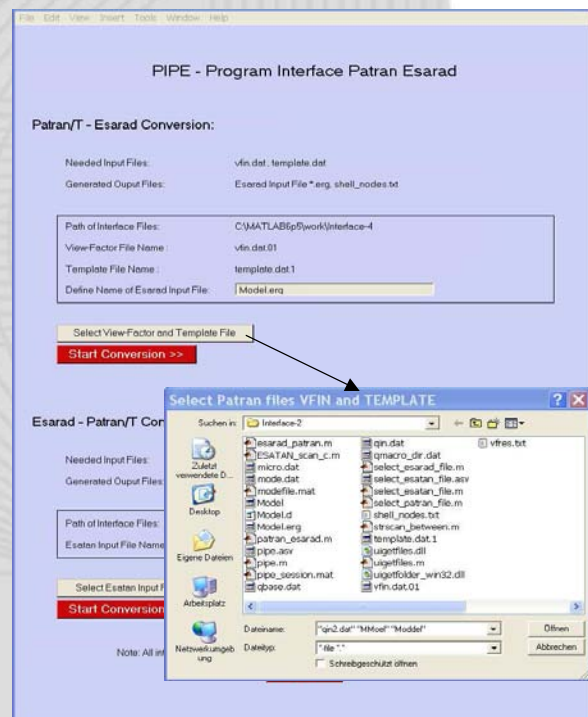 File Edit View Insert Tools Window Help
PIPE - Program Interface Patran Esarad
Patran/T - Esarad Conversion:
Needed Input Files: vfin.dat, template.dat
Generated Ouput Files: Esarad Input File *.erg, shell_nodes.txt
Path of Interface Files: C:\MATLAB6p5\work\Interface-4
View-Factor File Name : vfin.dat.01
Template File Name : template.dat.1
Define Name of Esarad Input File: Model.erg
Select View-Factor and Template File
Start Conversion >>
Select Patran files VFIN and TEMPLATE
Suchen in: Interface-2
Zuletzt verwendete D...
Desktop
Eigene Dateien
Arbeitsplatz
Netzwerkumgeb ung
esarad_patran.m
ESATAN_scan_c.m
micro.dat
mode.dat
modefile.mat
Model
Model.d
Model.erg
patran_esarad.m
pipe.asv
pipe.m
pipe_session.mat
qbase.dat
qin.dat
qmacro_dir.dat
select_esarad_file.m
select_esatan_file.asv
select_esatan_file.m
select_patran_file.m
shell_nodes.txt
strscan_between.m
template.dat.1
uigetfiles.dll
uigetfiles.m
uigetfolder_win32.dll
vfin.dat.01
vfres.txt
Dateiname: "qin2.dat" "MMoel" "Moddel" Öffnen
Dateityp: Abbrechen
Schreibgeschützt öffnen
Esarad - Patran/T Con
Needed Input Files:
Generated Ouput Files:
Path of Interface Files:
Esatan Input File Name
Select Esatan Input F
Start Conversion
Note: All in